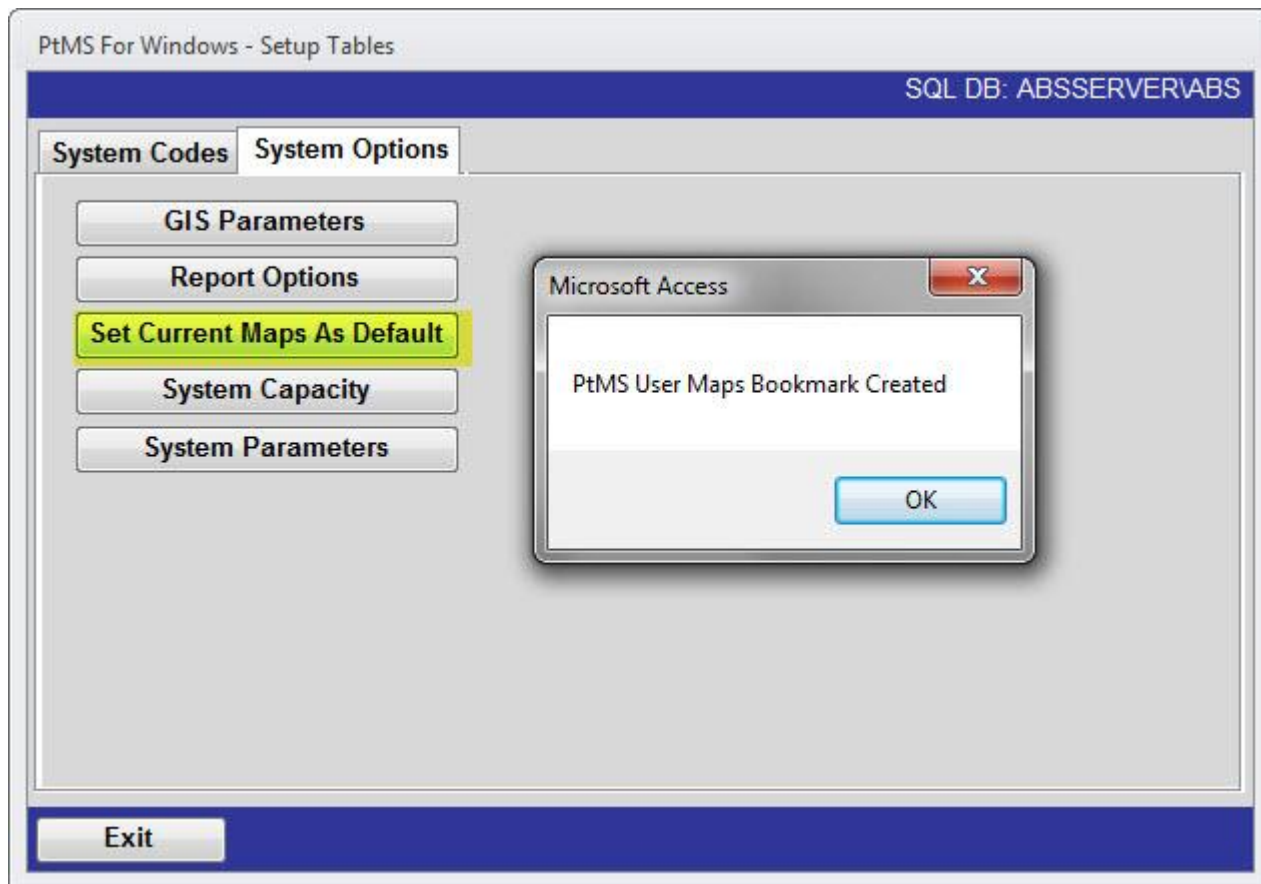 PtMS For Windows - Setup Tables
SQL DB: ABSSERVER\ABS
System Codes System Options
GIS Parameters
Report Options
Set Current Maps As Default
System Capacity
System Parameters
Microsoft Access
X
PtMS User Maps Bookmark Created
OK
Exit